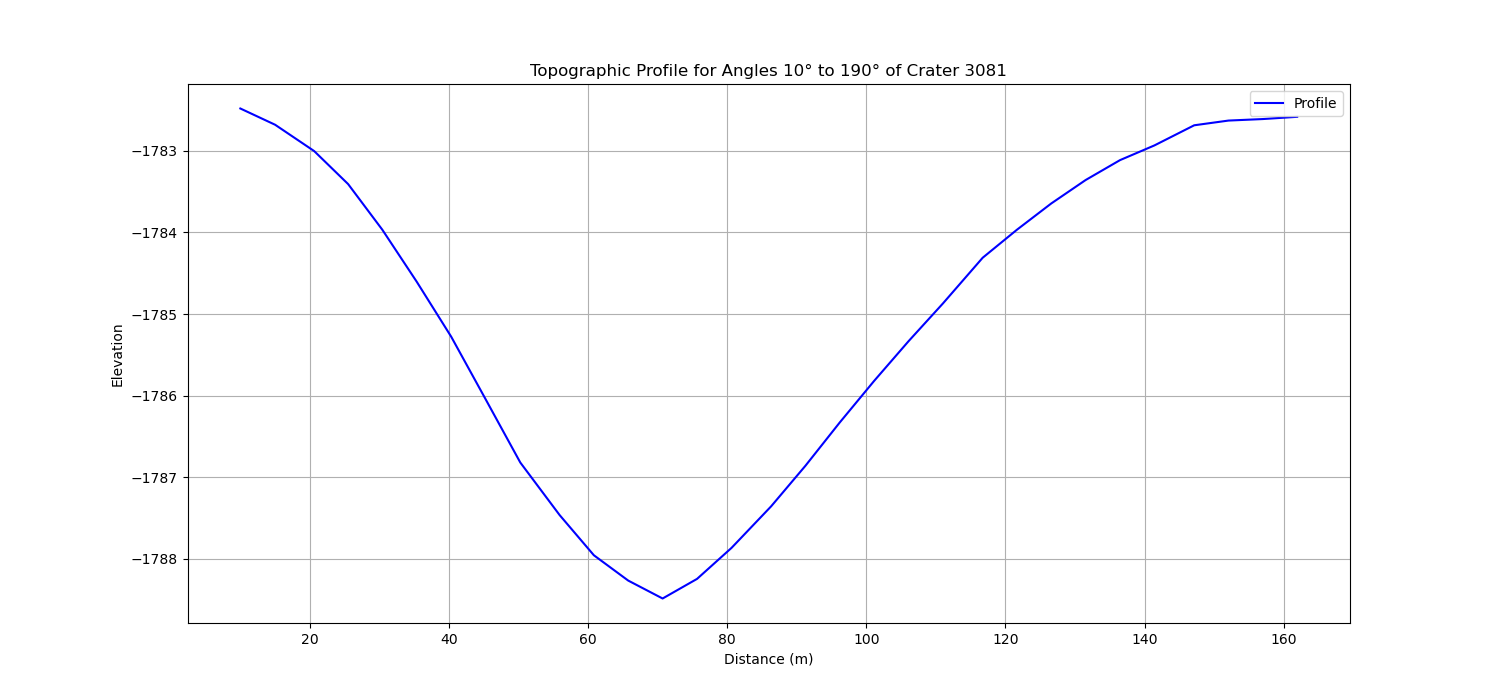 Topographic Profile for Angles 10° to 190° of Crater 3081
Profile
−1783
−1784
−1785
−1786
−1787
−1788
Elevation
20 40 60 80 100 120 140 160
Distance (m)